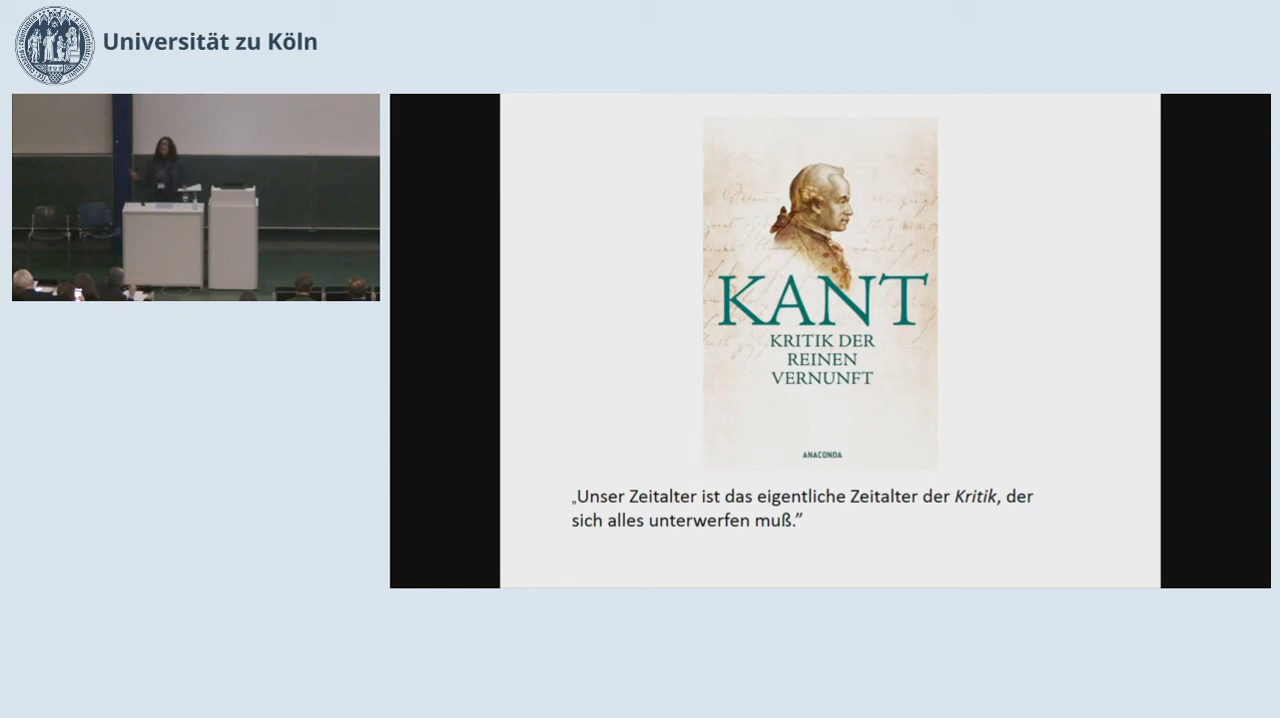 Universität zu Köln
KANT
KRITIK DER
REINEN
VERNUNFT
ANACONDA
„Unser Zeitalter ist das eigentliche Zeitalter der Kritik, der
sich alles unterwerfen muß.”